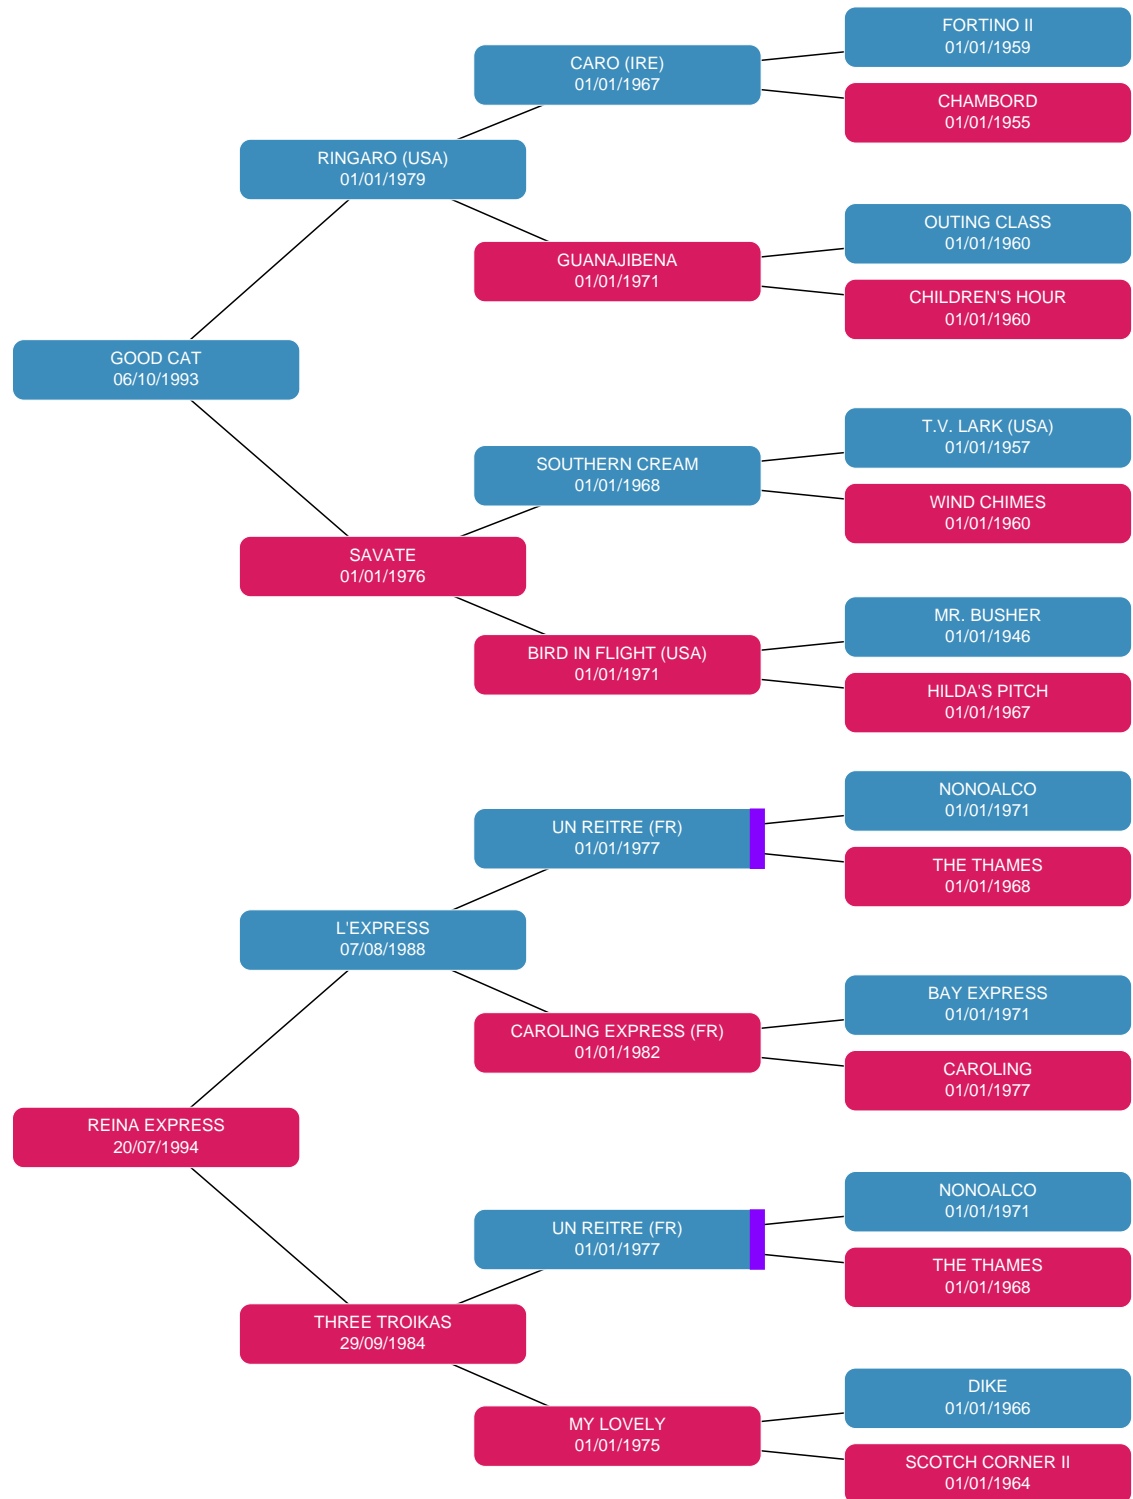 FORTINO II
01/01/1959
CARO (IRE)
01/01/1967
CHAMBORD
01/01/1955
RINGARO (USA)
01/01/1979
OUTING CLASS
01/01/1960
GUANAJIBENA
01/01/1971
CHILDREN'S HOUR
01/01/1960
GOOD CAT
06/10/1993
T.V. LARK (USA)
01/01/1957
SOUTHERN CREAM
01/01/1968
WIND CHIMES
01/01/1960
SAVATE
01/01/1976
MR. BUSHER
01/01/1946
BIRD IN FLIGHT (USA)
01/01/1971
HILDA'S PITCH
01/01/1967
NONOALCO
01/01/1971
UN REITRE (FR)
01/01/1977
THE THAMES
01/01/1968
L'EXPRESS
07/08/1988
BAY EXPRESS
01/01/1971
CAROLING EXPRESS (FR)
01/01/1982
CAROLING
01/01/1977
REINA EXPRESS
20/07/1994
NONOALCO
01/01/1971
UN REITRE (FR)
01/01/1977
THE THAMES
01/01/1968
THREE TROIKAS
29/09/1984
DIKE
01/01/1966
MY LOVELY
01/01/1975
SCOTCH CORNER II
01/01/1964